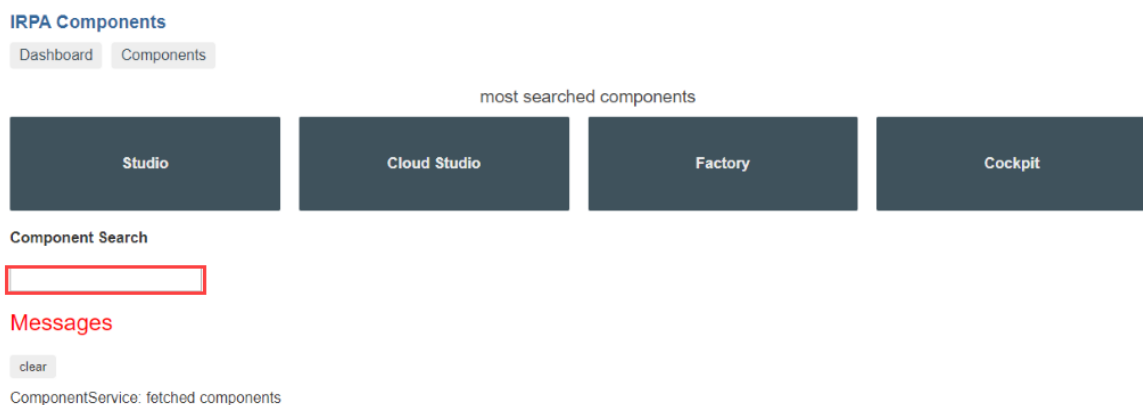 IRPA Components
Dashboard Components
most searched components
Studio Cloud Studio Factory Cockpit
Component Search
Messages
clear
ComponentService: fetched components